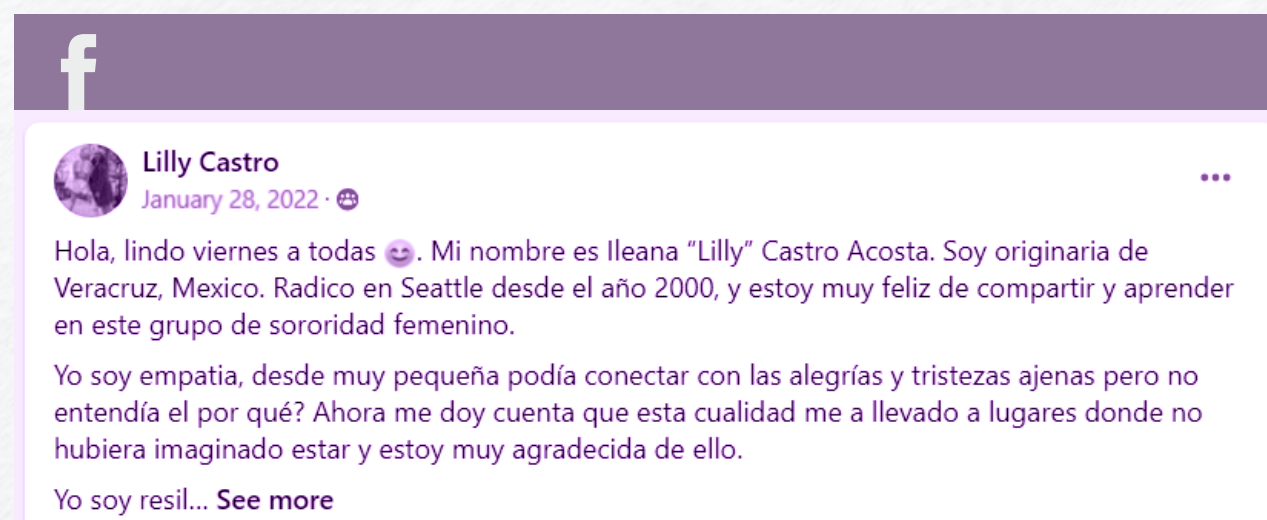 f
Lilly Castro
January 28, 2022 ·
Hola, lindo viernes a todas 😊. Mi nombre es Ileana “Lilly” Castro Acosta. Soy originaria de
Veracruz, Mexico. Radico en Seattle desde el año 2000, y estoy muy feliz de compartir y aprender
en este grupo de sororidad femenino.
Yo soy empatia, desde muy pequeña podía conectar con las alegrías y tristezas ajenas pero no
entendía el por qué? Ahora me doy cuenta que esta cualidad me a llevado a lugares donde no
hubiera imaginado estar y estoy muy agradecida de ello.
Yo soy resil... See more